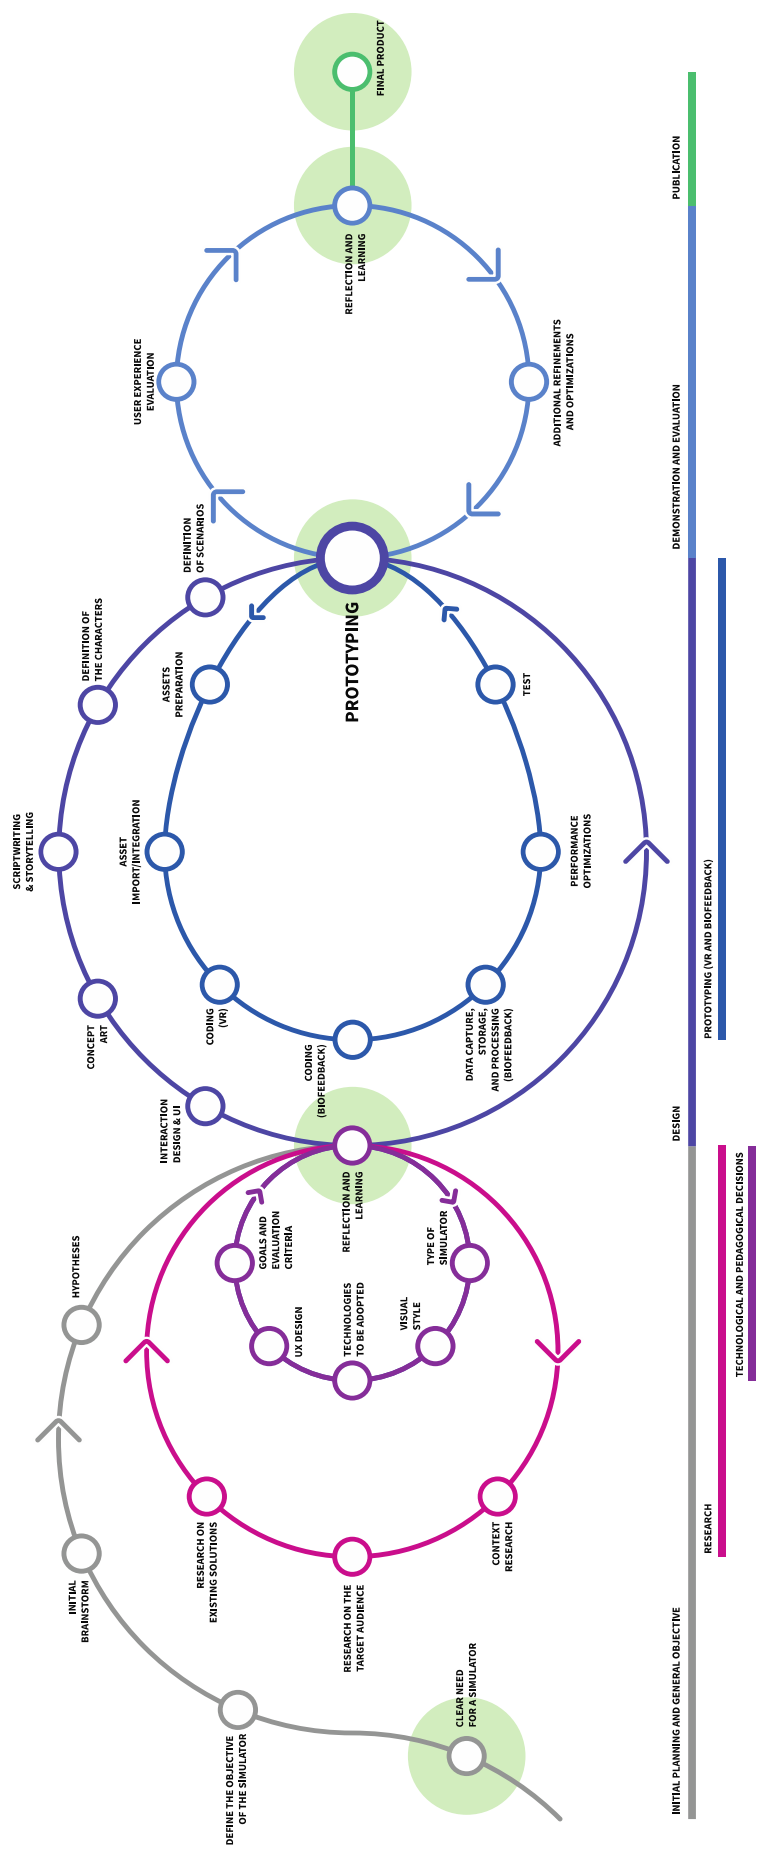 CLEAR NEED
FOR A SIMULATOR
DEFINE THE OBJECTIVE
OF THE SIMULATOR
INITIAL
BRAINSTORM
HYPOTHESES
REFLECTION AND
LEARNING
CONTEXT
RESEARCH
RESEARCH ON THE
TARGET AUDIENCE
RESEARCH ON
EXISTING SOLUTIONS
TYPE OF
SIMULATOR
VISUAL
STYLE
TECHNOLOGIES
TO BE ADOPTED
UX DESIGN
GOALS AND
EVALUATION
CRITERIA
INTERACTION
DESIGN & UI
CONCEPT
ART
SCRIPTWRITING
& STORYTELLING
DEFINITION OF
THE CHARACTERS
DEFINITION
OF SCENARIOS
PROTOTYPING
ASSETS
PREPARATION
ASSET
IMPORT/INTEGRATION
CODING
(VR)
CODING
(BIOFEEDBACK)
DATA CAPTURE,
STORAGE,
AND PROCESSING
(BIOFEEDBACK)
PERFORMANCE
OPTIMIZATIONS
TEST
USER EXPERIENCE
EVALUATION
REFLECTION AND
LEARNING
ADDITIONAL REFINEMENTS
AND OPTIMIZATIONS
FINAL PRODUCT
INITIAL PLANNING AND GENERAL OBJECTIVE
DESIGN
DEMONSTRATION AND EVALUATION
PUBLICATION
RESEARCH
PROTOTYPING (VR AND BIOFEEDBACK)
TECHNOLOGICAL AND PEDAGOGICAL DECISIONS